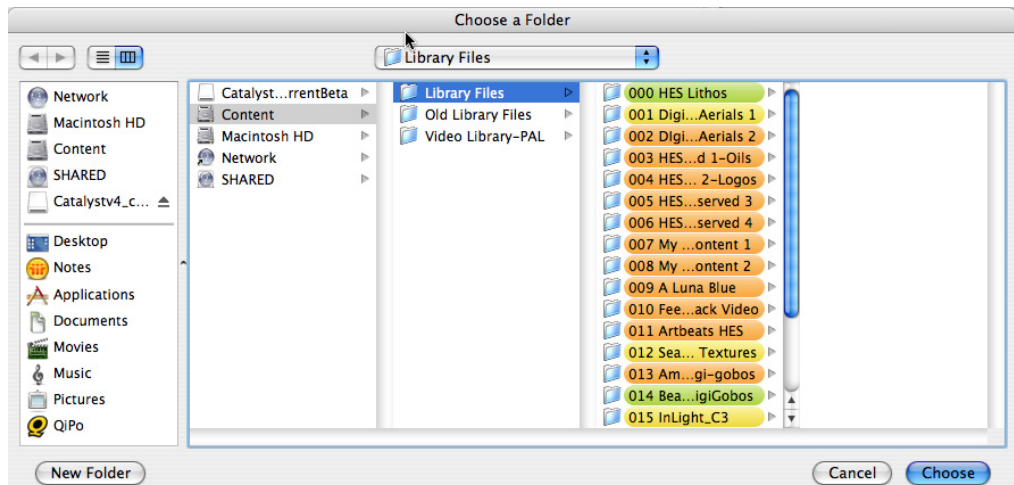 Choose a Folder
Library Files
Network
Macintosh HD
Content
SHARED
Catalystv4_c...
Desktop
Notes
Applications
Documents
Movies
Music
Pictures
QiPo
Catalyst...rrentBeta
Content
Macintosh HD
Network
SHARED
Library Files
Old Library Files
Video Library-PAL
000 HES Lithos
001 Digi...Aerials 1
002 DIgi...Aerials 2
003 HES...d 1-Oils
004 HES... 2-Logos
005 HES...served 3
006 HES...served 4
007 My ...ontent 1
008 My ...ontent 2
009 A Luna Blue
010 Fee...ack Video
011 Artbeats HES
012 Sea... Textures
013 Am...gi-gobos
014 Bea...igiGobos
015 InLight_C3
New Folder
Cancel
Choose